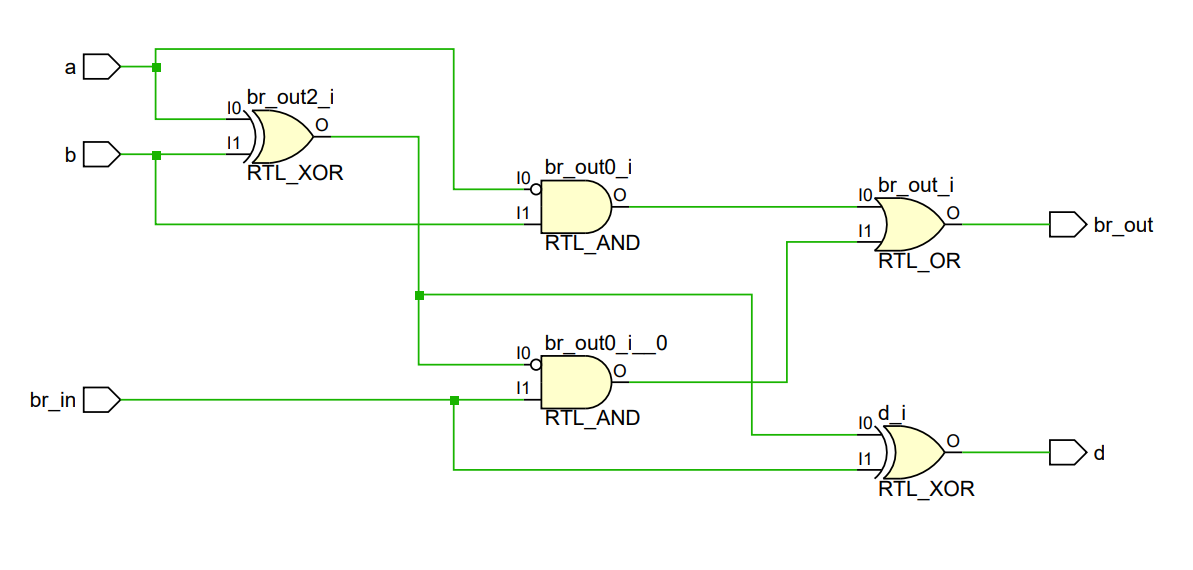 a
I0
br_out2_i
O
b
I1
RTL_XOR
I0
br_out0_i
O
I1
RTL_AND
I0
br_out_i
O
br_out
I1
RTL_OR
I0
br_out0_i__0
O
br_in
I1
RTL_AND
I0
d_i
O
d
I1
RTL_XOR